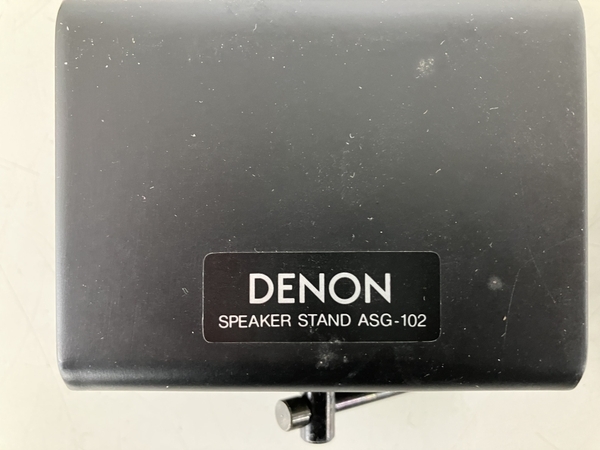 DENON
SPEAKER STAND ASG-102